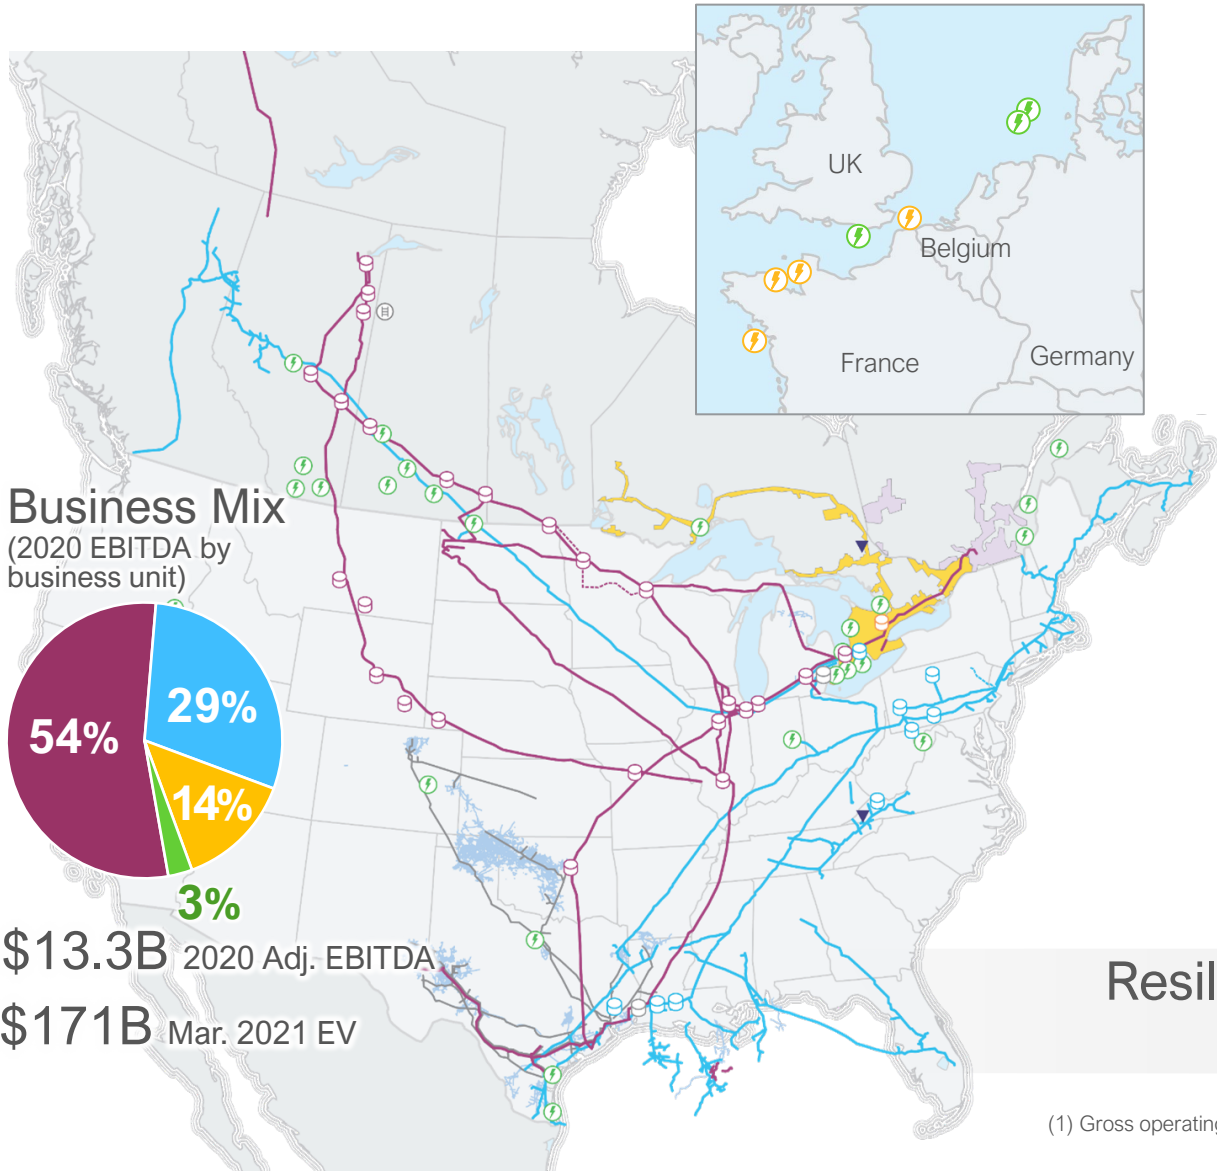 UK
Belgium
France
Germany
Business Mix
(2020 EBITDA by
business unit)
54%
29%
14%
3%
$13.3B 2020 Adj. EBITDA
$171B Mar. 2021 EV
Resil
(1) Gross operating